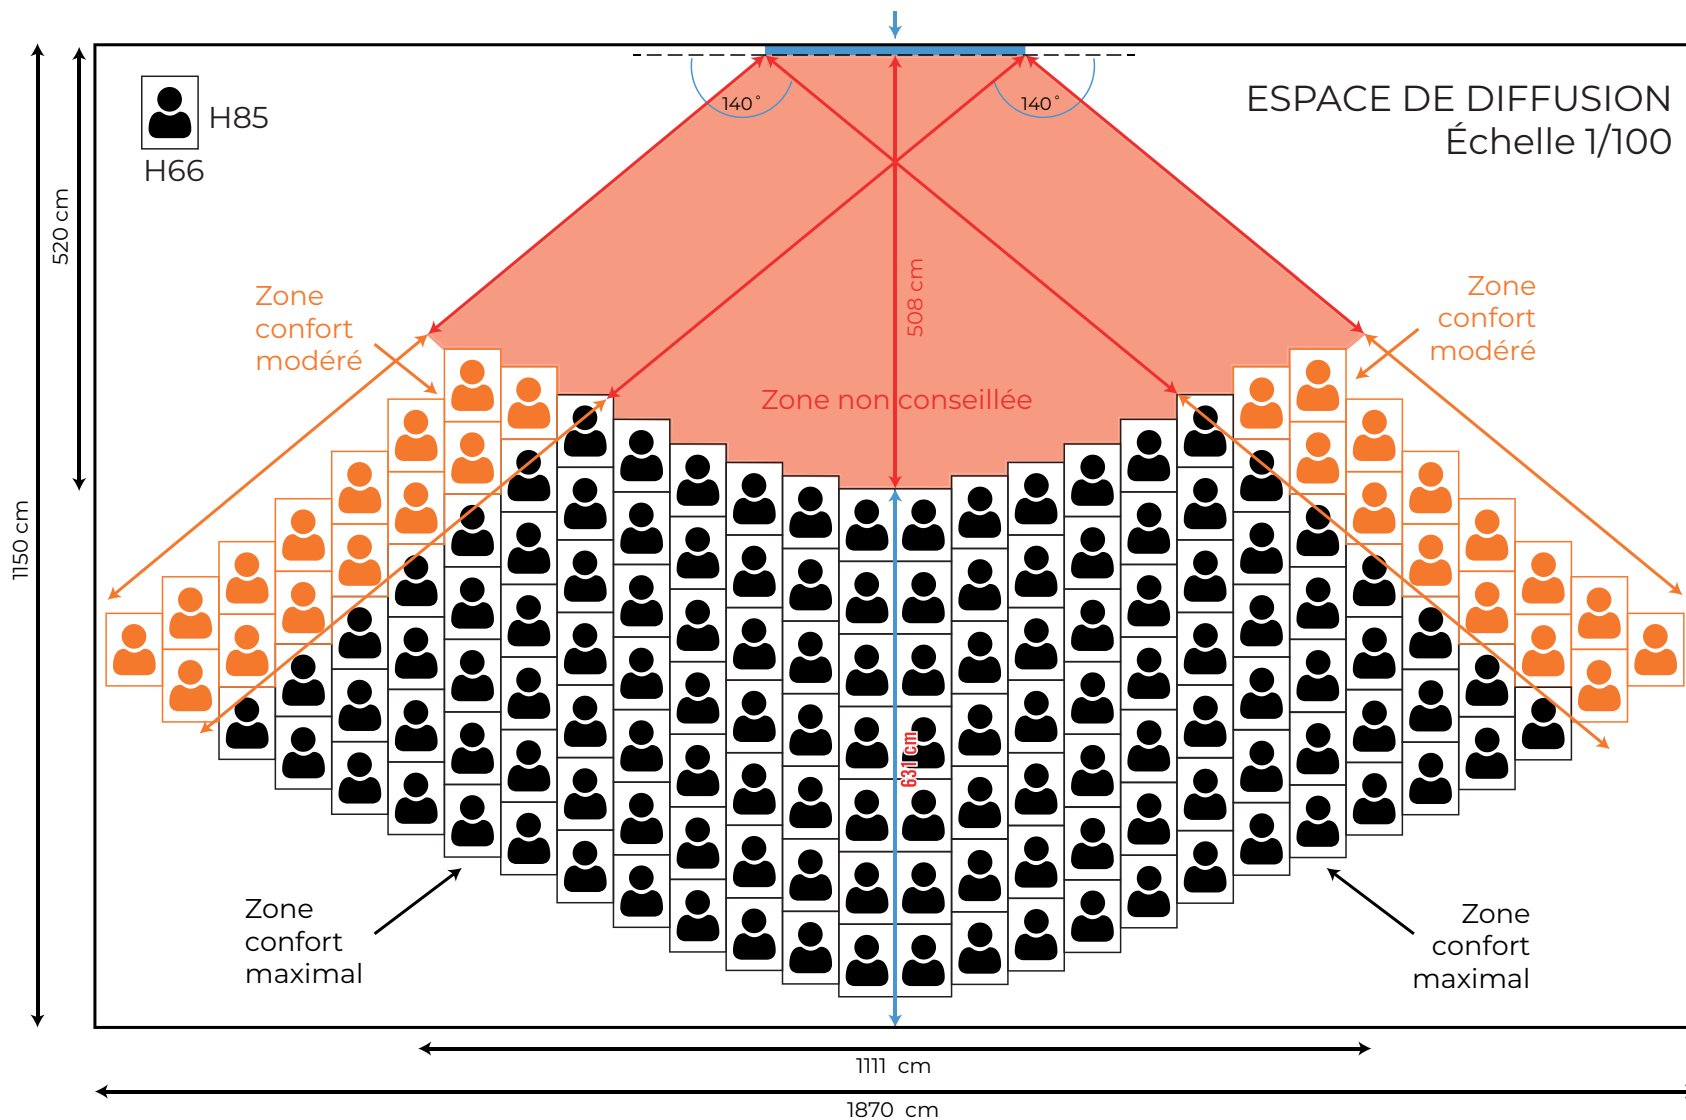 H85
H66
140°
140°
ESPACE DE DIFFUSION
Échelle 1/100
520 cm
1150 cm
508 cm
Zone
confort
modéré
Zone
confort
modéré
Zone non conseillée
631 cm
Zone
confort
maximal
Zone
confort
maximal
1111 cm
1870 cm